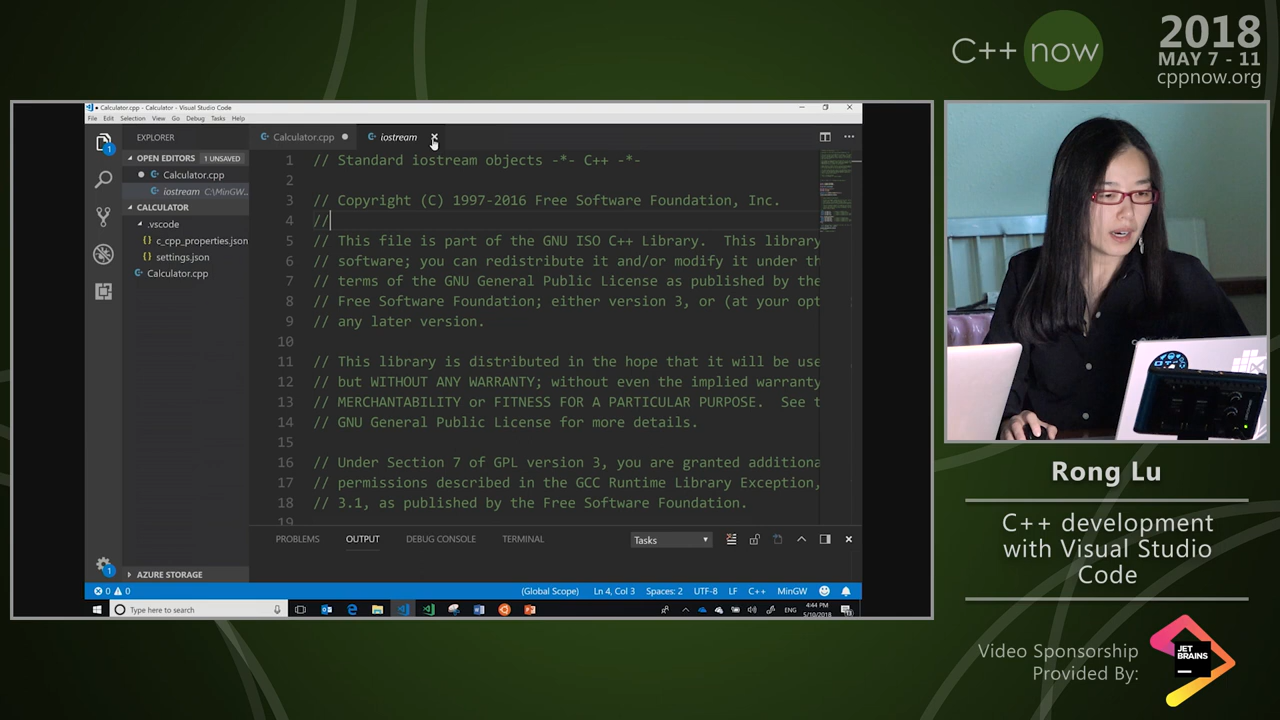 C++ now
2018
MAY 7 - 11
cppnow.org
Calculator.cpp - Calculator - Visual Studio Code
File Edit Selection View Go Debug Tasks Help
EXPLORER
OPEN EDITORS 1 UNSAVED
Calculator.cpp
iostream C:\MinGW...
CALCULATOR
.vscode
c_cpp_properties.json
settings.json
Calculator.cpp
AZURE STORAGE
Calculator.cpp
iostream
1 // Standard iostream objects -*- C++ -*-
2
3 // Copyright (C) 1997-2016 Free Software Foundation, Inc.
4 //
5 // This file is part of the GNU ISO C++ Library.  This library
6 // software; you can redistribute it and/or modify it under th
7 // terms of the GNU General Public License as published by the
8 // Free Software Foundation; either version 3, or (at your opt
9 // any later version.
10
11 // This library is distributed in the hope that it will be use
12 // but WITHOUT ANY WARRANTY; without even the implied warranty
13 // MERCHANTABILITY or FITNESS FOR A PARTICULAR PURPOSE.  See t
14 // GNU General Public License for more details.
15
16 // Under Section 7 of GPL version 3, you are granted additiona
17 // permissions described in the GCC Runtime Library Exception,
18 // 3.1, as published by the Free Software Foundation.
19
PROBLEMS OUTPUT DEBUG CONSOLE TERMINAL Tasks
0 0 (Global Scope) Ln 4, Col 3 Spaces: 2 UTF-8 LF C++ MinGW
Type here to search ENG 4:44 PM
5/10/2018
Rong Lu
C++ development
with Visual Studio
Code
Video Sponsorship
Provided By:
JET
BRAINS